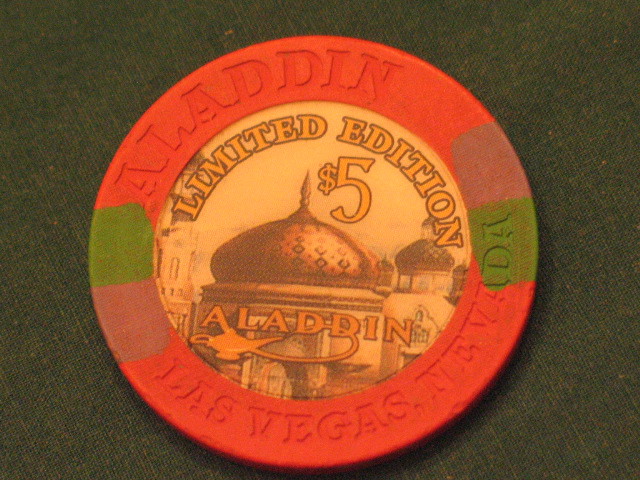 ALADDIN
LIMITED EDITION
$5
ALADDIN
LAS VEGAS, NEVADA